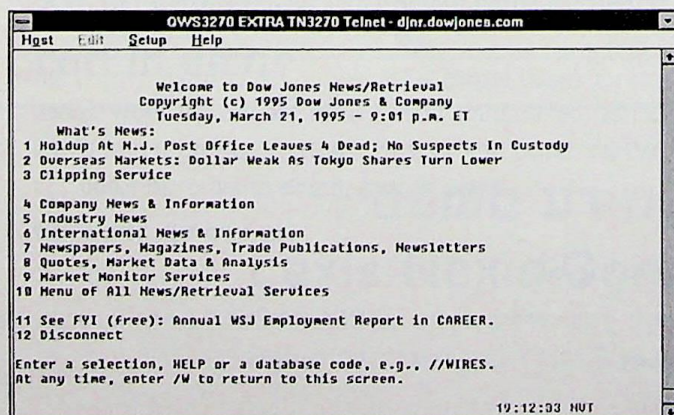 QWS3270 EXTRA TN3270 Telnet - djnr.dowjones.com
Host Edit Setup Help
Welcome to Dow Jones News/Retrieval
Copyright (c) 1995 Dow Jones & Company
Tuesday, March 21, 1995 - 9:01 p.m. ET
What's News:
1 Holdup At N.J. Post Office Leaves 4 Dead; No Suspects In Custody
2 Overseas Markets: Dollar Weak As Tokyo Shares Turn Lower
3 Clipping Service
4 Company News & Information
5 Industry News
6 International News & Information
7 Newspapers, Magazines, Trade Publications, Newsletters
8 Quotes, Market Data & Analysis
9 Market Monitor Services
10 Menu of All News/Retrieval Services
11 See FYI (free): Annual WSJ Employment Report in CAREER.
12 Disconnect
Enter a selection, HELP or a database code, e.g., //WIRES.
At any time, enter /W to return to this screen.
19:12:33 NVT